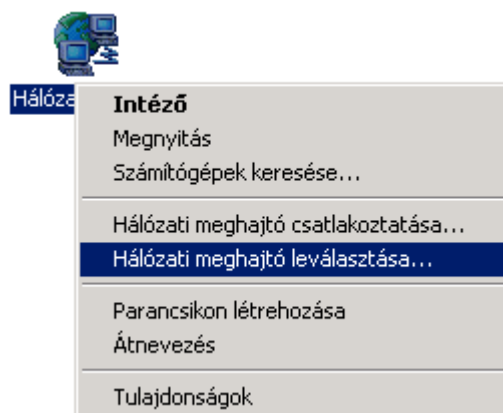 Hálóza
Intéző
Megnyitás
Számítógépek keresése...
Hálózati meghajtó csatlakoztatása...
Hálózati meghajtó leválasztása...
Parancsikon létrehozása
Átnevezés
Tulajdonságok